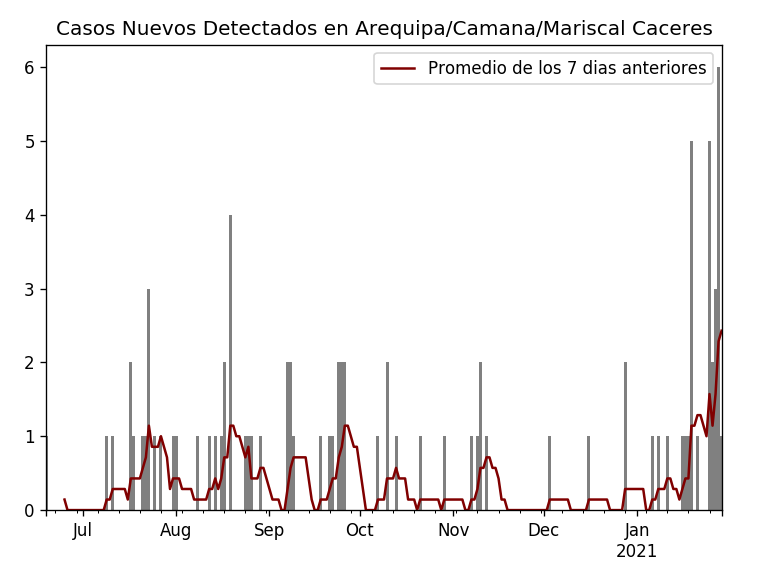 Casos Nuevos Detectados en Arequipa/Camana/Mariscal Caceres
Promedio de los 7 dias anteriores
6
5
4
3
2
1
0
Jul Aug Sep Oct Nov Dec Jan
2021